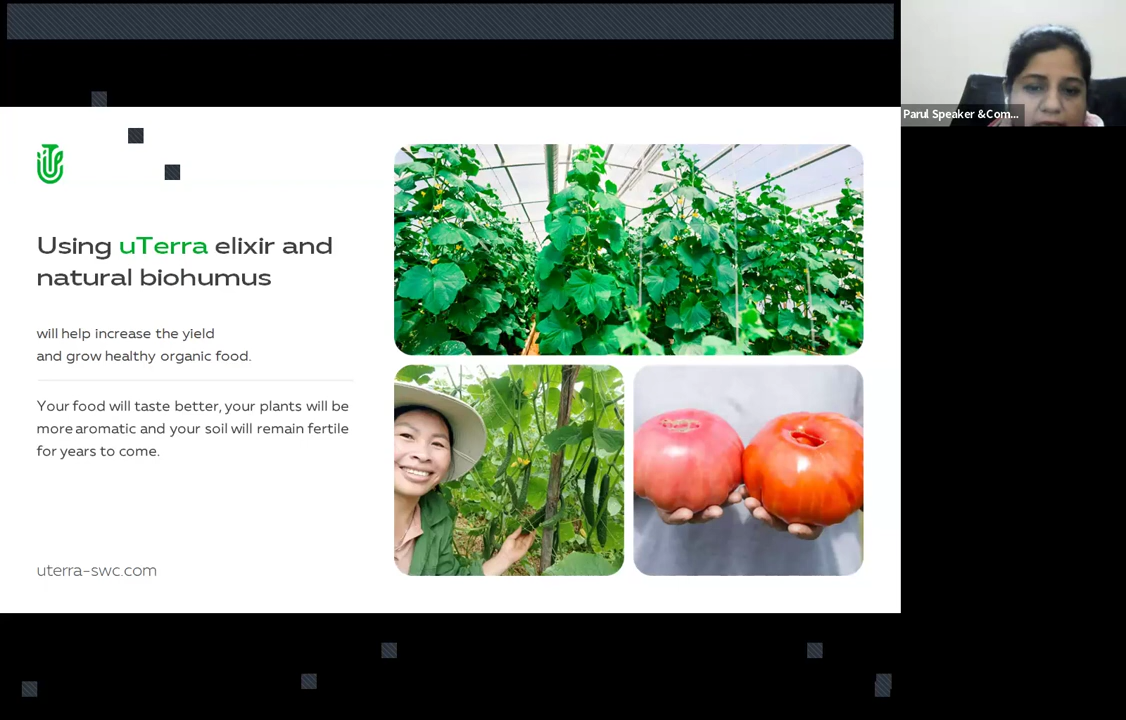 Parul Speaker &Com...
Using uTerra elixir and
natural biohumus
will help increase the yield
and grow healthy organic food.
Your food will taste better, your plants will be
more aromatic and your soil will remain fertile
for years to come.
uterra-swc.com